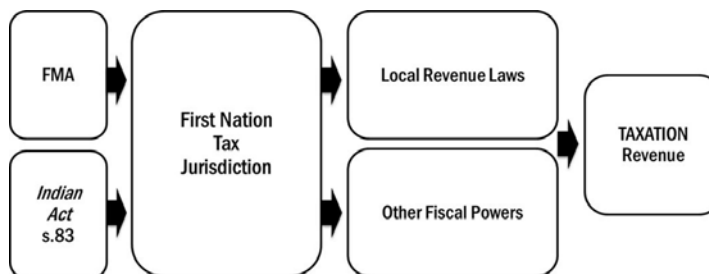 FMA
Indian
Act
s.83
First Nation
Tax
Jurisdiction
Local Revenue Laws
Other Fiscal Powers
TAXATION
Revenue